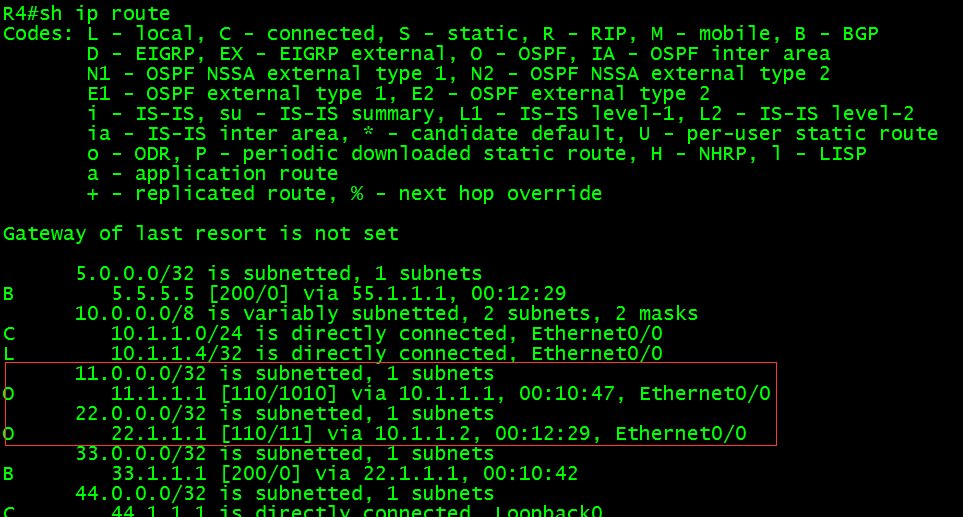 R4#sh ip route
Codes: L - local, C - connected, S - static, R - RIP, M - mobile, B - BGP
D - EIGRP, EX - EIGRP external, O - OSPF, IA - OSPF inter area
N1 - OSPF NSSA external type 1, N2 - OSPF NSSA external type 2
E1 - OSPF external type 1, E2 - OSPF external type 2
i - IS-IS, su - IS-IS summary, L1 - IS-IS level-1, L2 - IS-IS level-2
ia - IS-IS inter area, * - candidate default, U - per-user static route
o - ODR, P - periodic downloaded static route, H - NHRP, l - LISP
a - application route
+ - replicated route, % - next hop override
Gateway of last resort is not set
5.0.0.0/32 is subnetted, 1 subnets
B 5.5.5.5 [200/0] via 55.1.1.1, 00:12:29
10.0.0.0/8 is variably subnetted, 2 subnets, 2 masks
C 10.1.1.0/24 is directly connected, Ethernet0/0
L 10.1.1.4/32 is directly connected, Ethernet0/0
11.0.0.0/32 is subnetted, 1 subnets
O 11.1.1.1 [110/1010] via 10.1.1.1, 00:10:47, Ethernet0/0
22.0.0.0/32 is subnetted, 1 subnets
O 22.1.1.1 [110/11] via 10.1.1.2, 00:12:29, Ethernet0/0
33.0.0.0/32 is subnetted, 1 subnets
B 33.1.1.1 [200/0] via 22.1.1.1, 00:10:42
44.0.0.0/32 is subnetted, 1 subnets
C 44.1.1.1 is directly connected, Loopback0